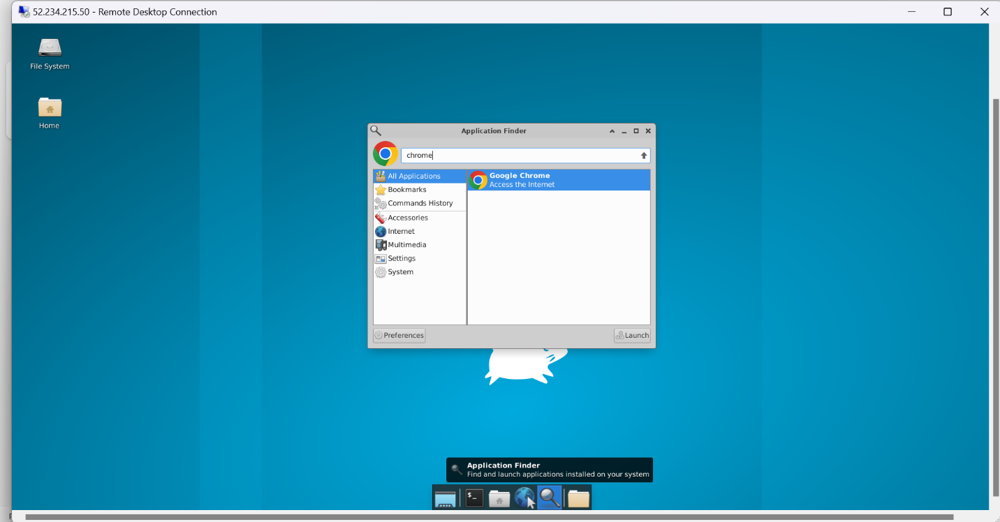 52.234.215.50 - Remote Desktop Connection
File System
Home
Application Finder
chrome
All Applications
Bookmarks
Commands History
Accessories
Internet
Multimedia
Settings
System
Google Chrome
Access the Internet
Preferences
Launch
Application Finder
Find and launch applications installed on your system
$_